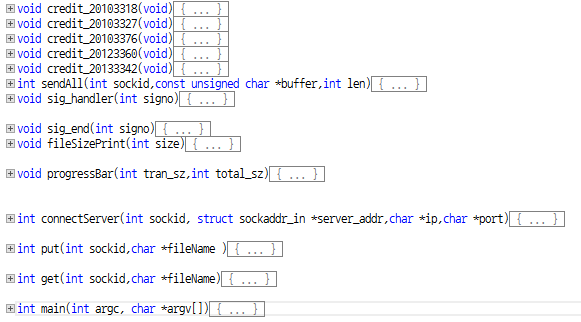 void credit_20103318(void){ ... }
void credit_20103327(void){ ... }
void credit_20103376(void){ ... }
void credit_20123360(void){ ... }
void credit_20133342(void){ ... }
int sendAll(int sockid,const unsigned char *buffer,int len){ ... }
void sig_handler(int signo){ ... }
void sig_end(int signo){ ... }
void fileSizePrint(int size){ ... }
void progressBar(int tran_sz,int total_sz){ ... }
int connectServer(int sockid, struct sockaddr_in *server_addr,char *ip,char *port){ ... }
int put(int sockid,char *fileName ){ ... }
int get(int sockid,char *fileName){ ... }
int main(int argc, char *argv[]){ ... }